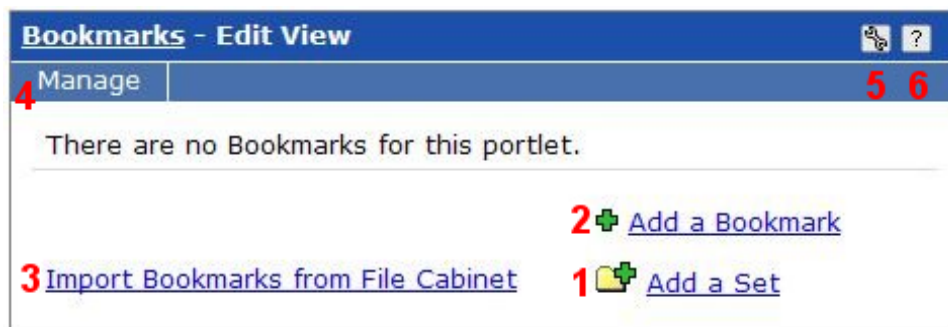 Bookmarks - Edit View ?
4 Manage 5 6
There are no Bookmarks for this portlet.
2 Add a Bookmark
3 Import Bookmarks from File Cabinet 1 Add a Set